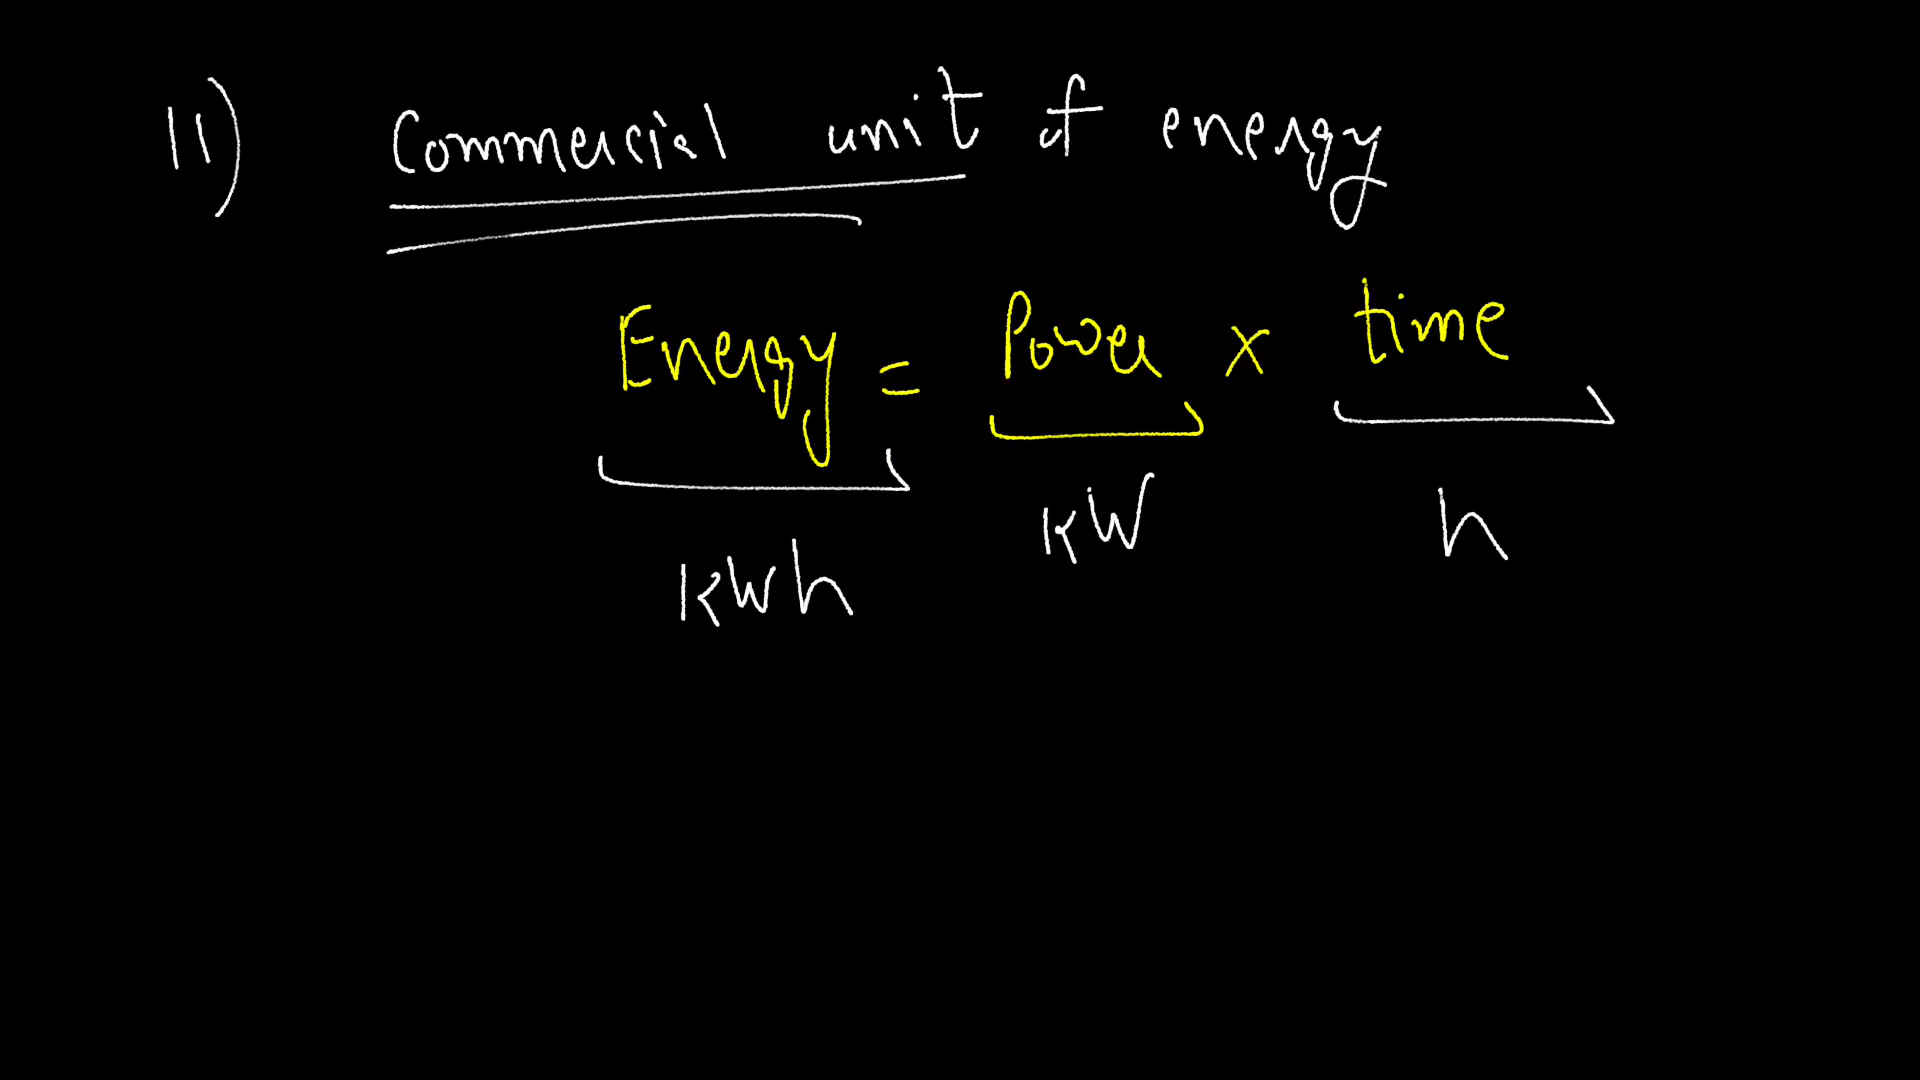 11) Commercial unit of energy
Energy = Power x time
kWh kW h